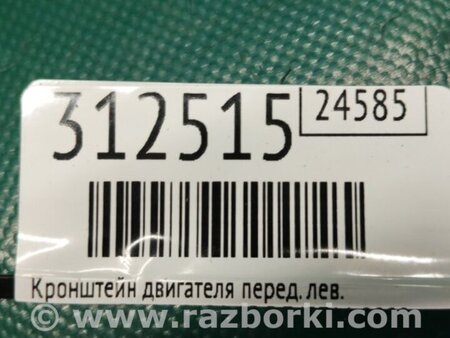 312515
24585
Кронштейн двигателя перед. лев.
www.razborki.com